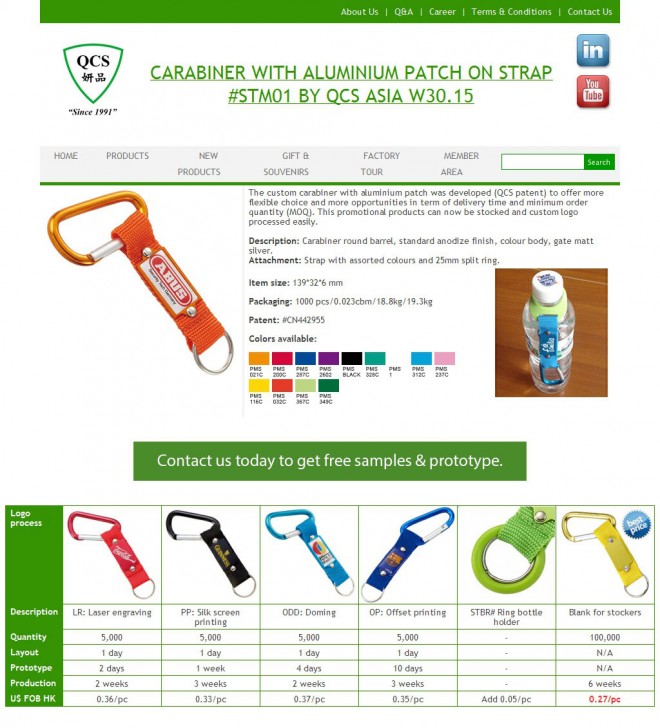 About Us | Q&A | Career | Terms & Conditions | Contact Us
QCS
妍品
“Since 1991”
CARABINER WITH ALUMINIUM PATCH ON STRAP
#STM01 BY QCS ASIA W30.15
in
You
Tube
HOME PRODUCTS NEW PRODUCTS GIFT & SOUVENIRS FACTORY TOUR MEMBER AREA Search
The custom carabiner with aluminium patch was developed (QCS patent) to offer more
flexible choice and more opportunities in term of delivery time and minimum order
quantity (MOQ). This promotional products can now be stocked and custom logo
processed easily.
Description: Carabiner round barrel, standard anodize finish, colour body, gate matt
silver.
Attachment: Strap with assorted colours and 25mm split ring.
Item size: 139*32*6 mm
Packaging: 1000 pcs/0.023cbm/18.8kg/19.3kg
Patent: #CN442955
Colors available:
PMS 021C PMS 200C PMS 287C PMS 2602 PMS BLACK PMS 328C PMS 1 PMS 312C PMS 237C
PMS 116C PMS 032C PMS 367C PMS 349C
ABUS
Contact us today to get free samples & prototype.
Logo process
Coca-Cola
GUINNESS
best price
Description LR: Laser engraving PP: Silk screen printing ODD: Doming OP: Offset printing STBR# Ring bottle holder Blank for stockers
Quantity 5,000 5,000 5,000 5,000 - 100,000
Layout 1 day 1 day 1 day 1 day - N/A
Prototype 2 days 1 week 4 days 10 days - N/A
Production 2 weeks 3 weeks 2 weeks 3 weeks - 6 weeks
US FOB HK 0.36/pc 0.33/pc 0.37/pc 0.35/pc Add 0.05/pc 0.27/pc